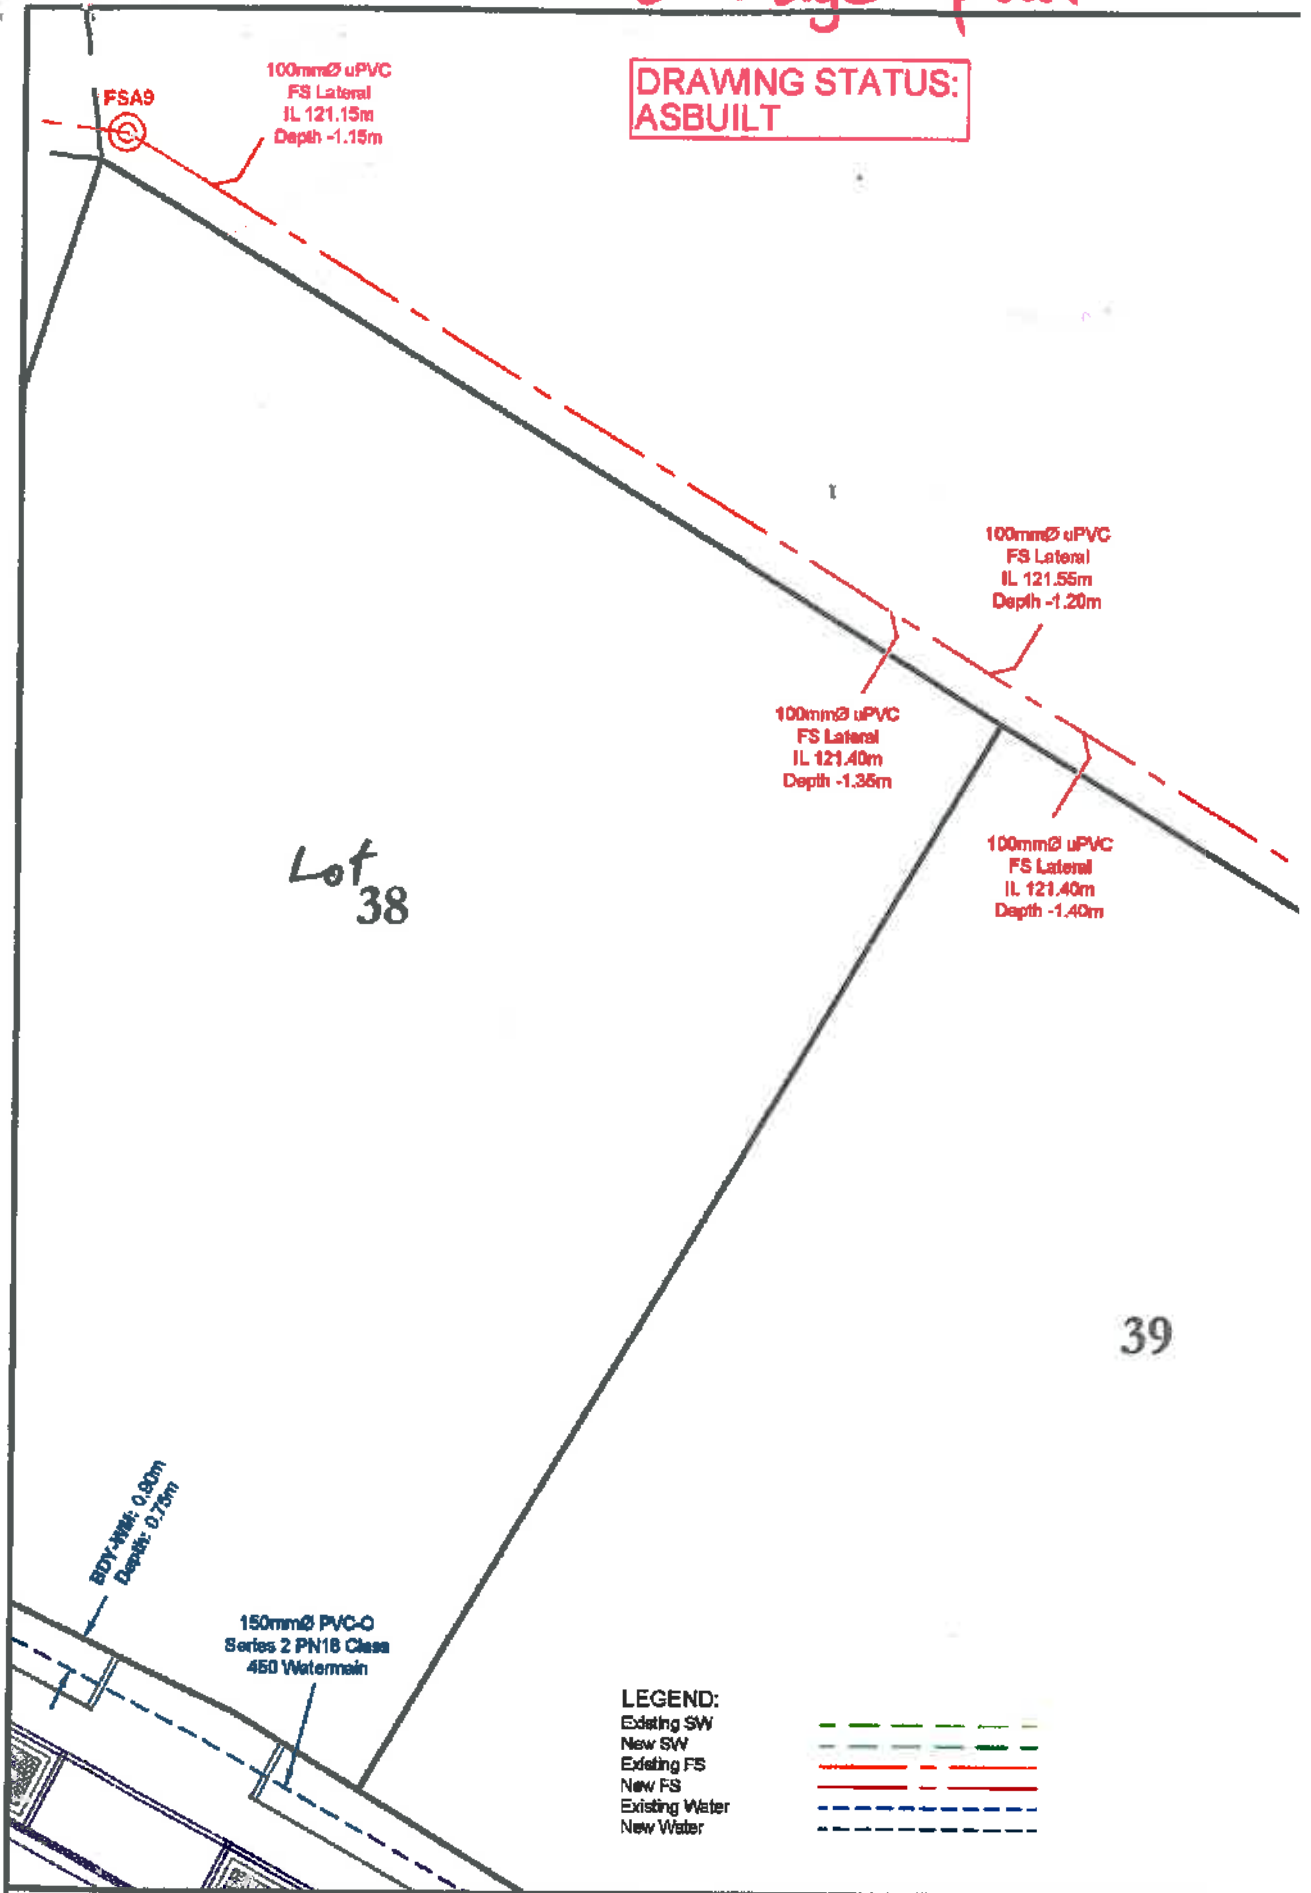 DRAWING STATUS:
ASBUILT
100mmØ uPVC
FS Lateral
IL 121.15m
Depth -1.15m
FSA9
100mmØ uPVC
FS Lateral
IL 121.55m
Depth -1.20m
100mmØ uPVC
FS Lateral
IL 121.40m
Depth -1.35m
100mmØ uPVC
FS Lateral
IL 121.40m
Depth -1.40m
Lot
38
39
BDY-WM: 0.90m
Depth: 0.75m
150mmØ PVC-O
Series 2 PN16 Class
450 Watermain
LEGEND:
Existing SW
New SW
Existing FS
New FS
Existing Water
New Water